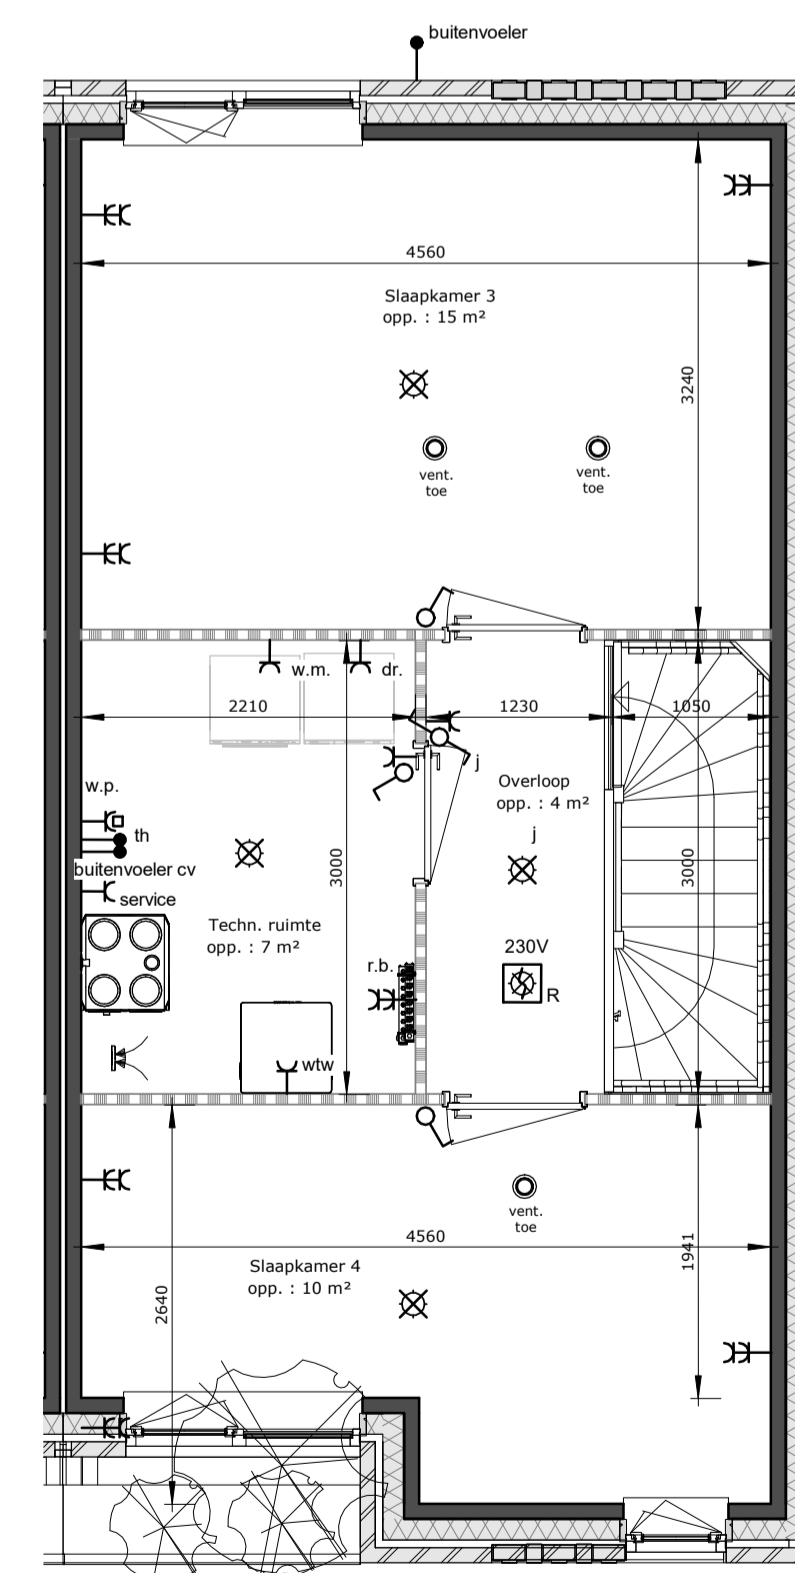 buitenvoeler
4560
Slaapkamer 3
opp. : 15 m²
3240
vent.
toe
vent.
toe
w.m.
dr.
2210
1230
1050
j
w.p.
Overloop
opp. : 4 m²
th
j
buitenvoeler cv
service
3000
3000
Techn. ruimte
opp. : 7 m²
230V
r.b.
R
wtw
vent.
toe
4560
1941
Slaapkamer 4
opp. : 10 m²
2640